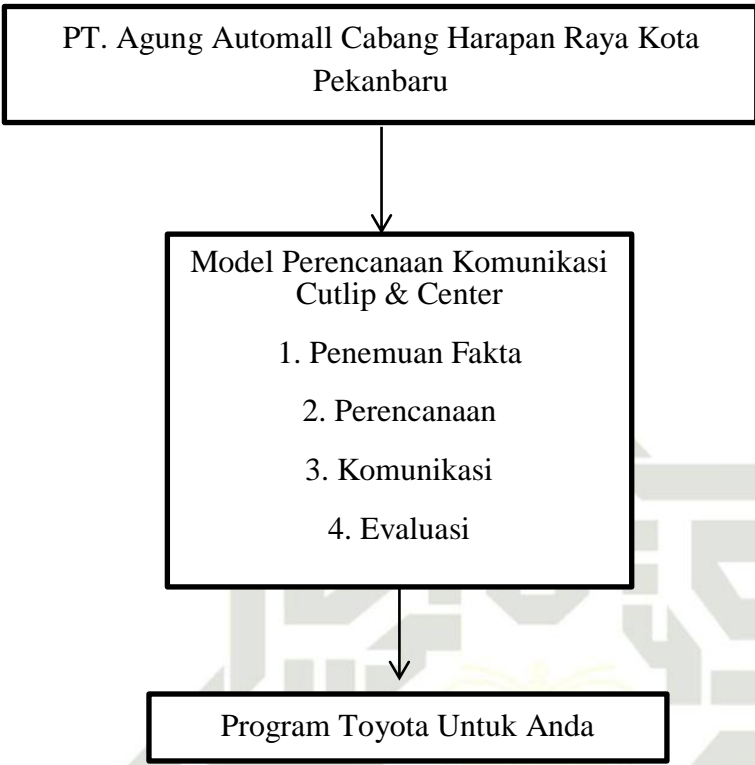 PT. Agung Automall Cabang Harapan Raya Kota
Pekanbaru
Model Perencanaan Komunikasi
Cutlip & Center
1. Penemuan Fakta
2. Perencanaan
3. Komunikasi
4. Evaluasi
Program Toyota Untuk Anda